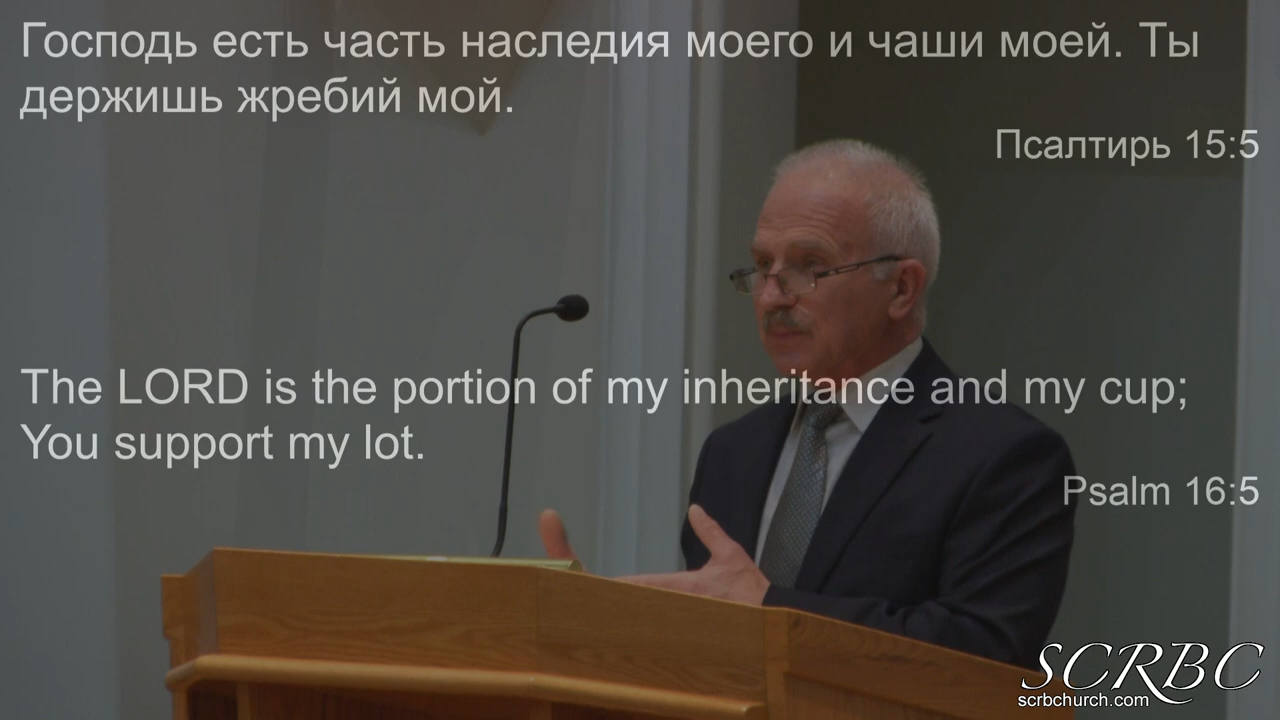 Господь есть часть наследия моего и чаши моей. Ты
держишь жребий мой.
Псалтирь 15:5
The LORD is the portion of my inheritance and my cup;
You support my lot.
Psalm 16:5
SCRBC
scrbchurch.com